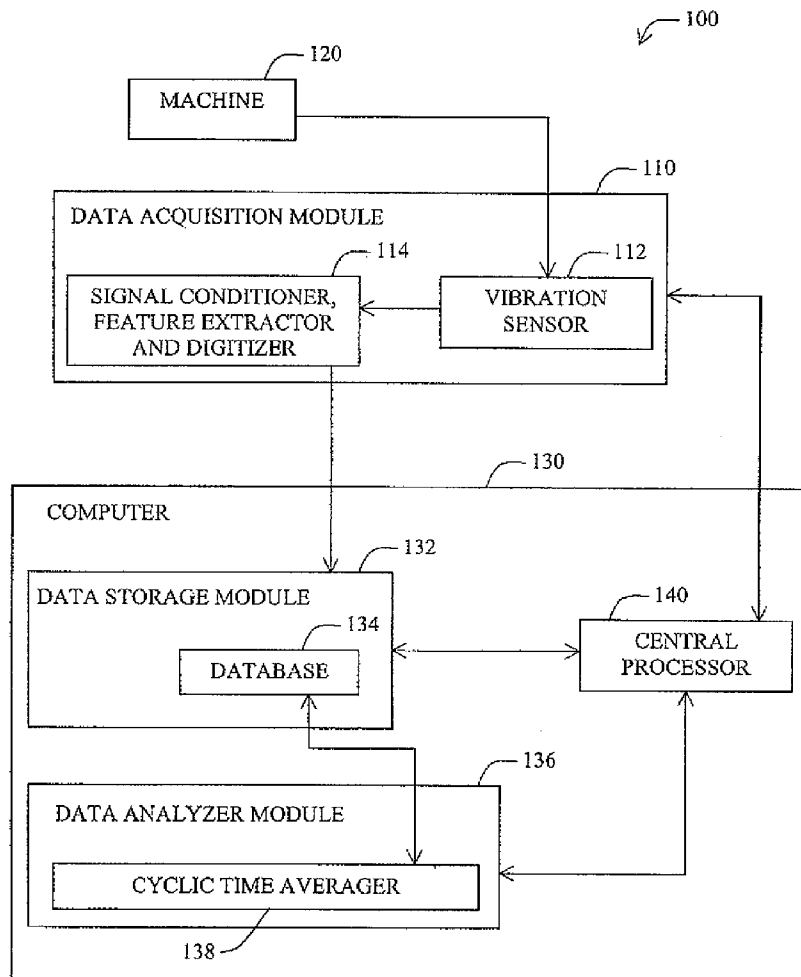 100
120
MACHINE
110
DATA ACQUISITION MODULE
114
112
SIGNAL CONDITIONER,
FEATURE EXTRACTOR
AND DIGITIZER
VIBRATION
SENSOR
130
COMPUTER
132
DATA STORAGE MODULE
134
DATABASE
140
CENTRAL
PROCESSOR
136
DATA ANALYZER MODULE
CYCLIC TIME AVERAGER
138